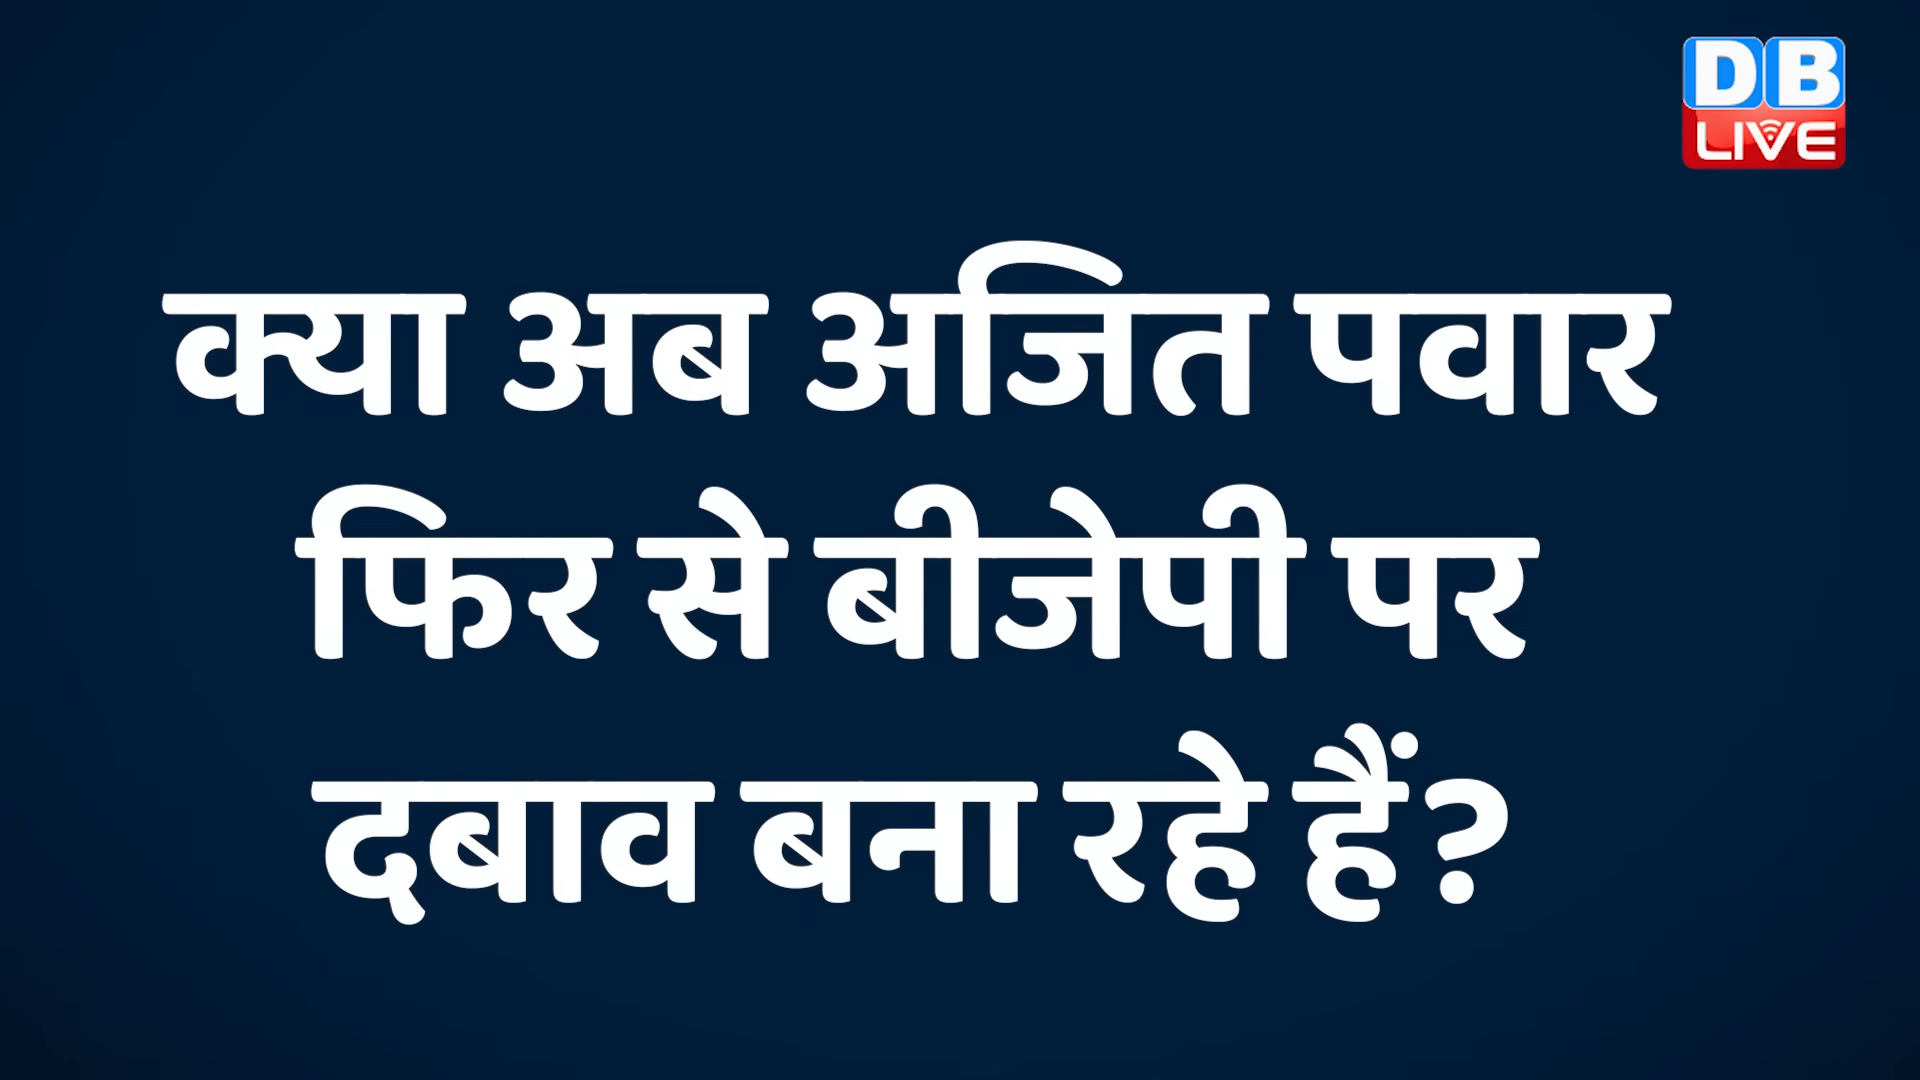 DB
LIVE
क्या अब अजित पवार
फिर से बीजेपी पर
दबाव बना रहे हैं?